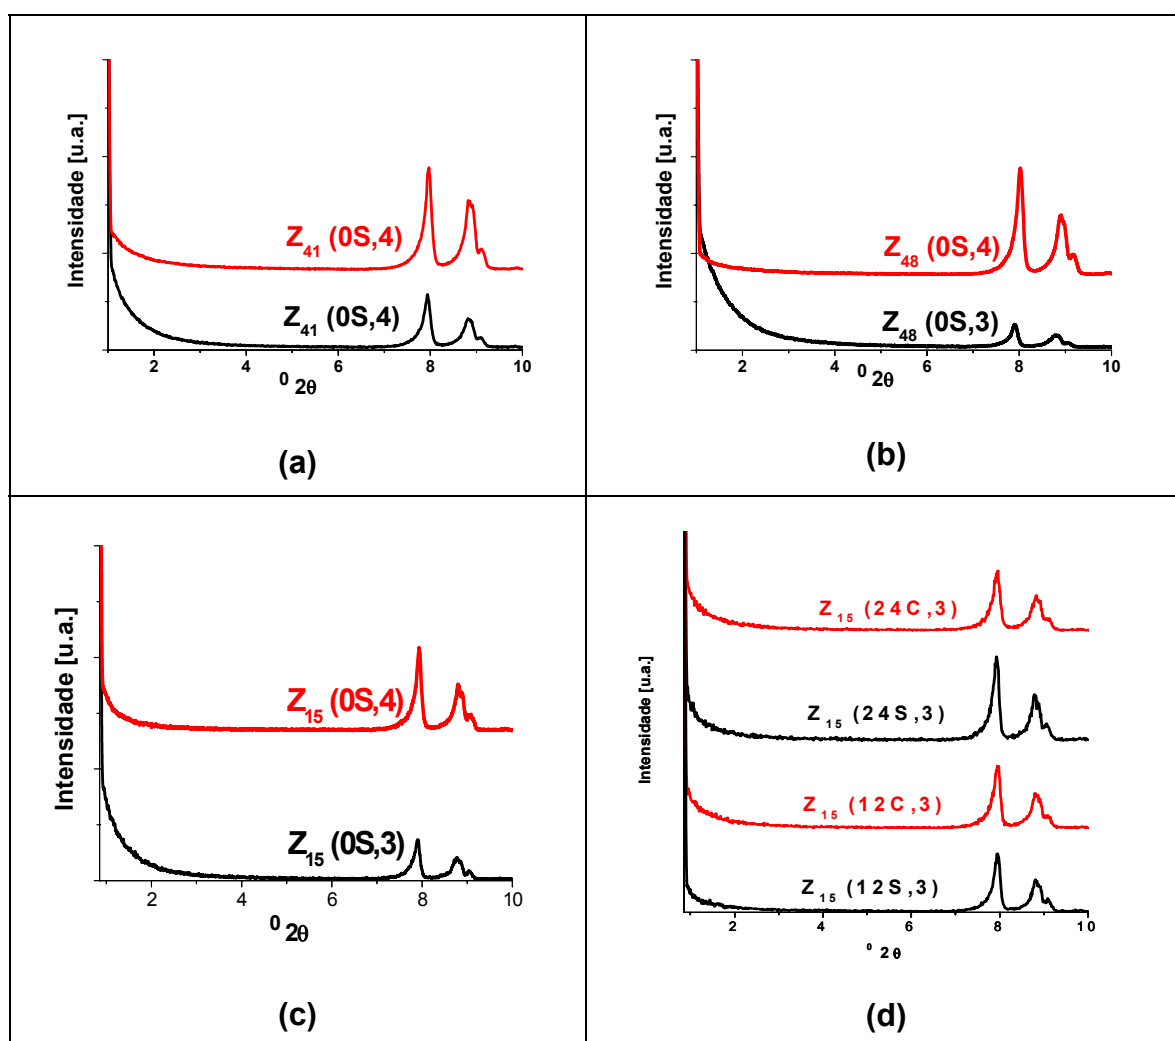 Intensidade [u.a.]
Z41 (0S,4)
Z41 (0S,4)
2 4 6 8 10
0 2θ
(a)
Intensidade [u.a.]
Z48 (0S,4)
Z48 (0S,3)
2 4 6 8 10
0 2θ
(b)
Intensidade [u.a.]
Z15 (0S,4)
Z15 (0S,3)
2 4 6 8 10
0 2θ
(c)
Intensidade [u.a.]
Z15 (24C,3)
Z15 (24S,3)
Z15 (12C,3)
Z15 (12S,3)
2 4 6 8 10
0 2θ
(d)